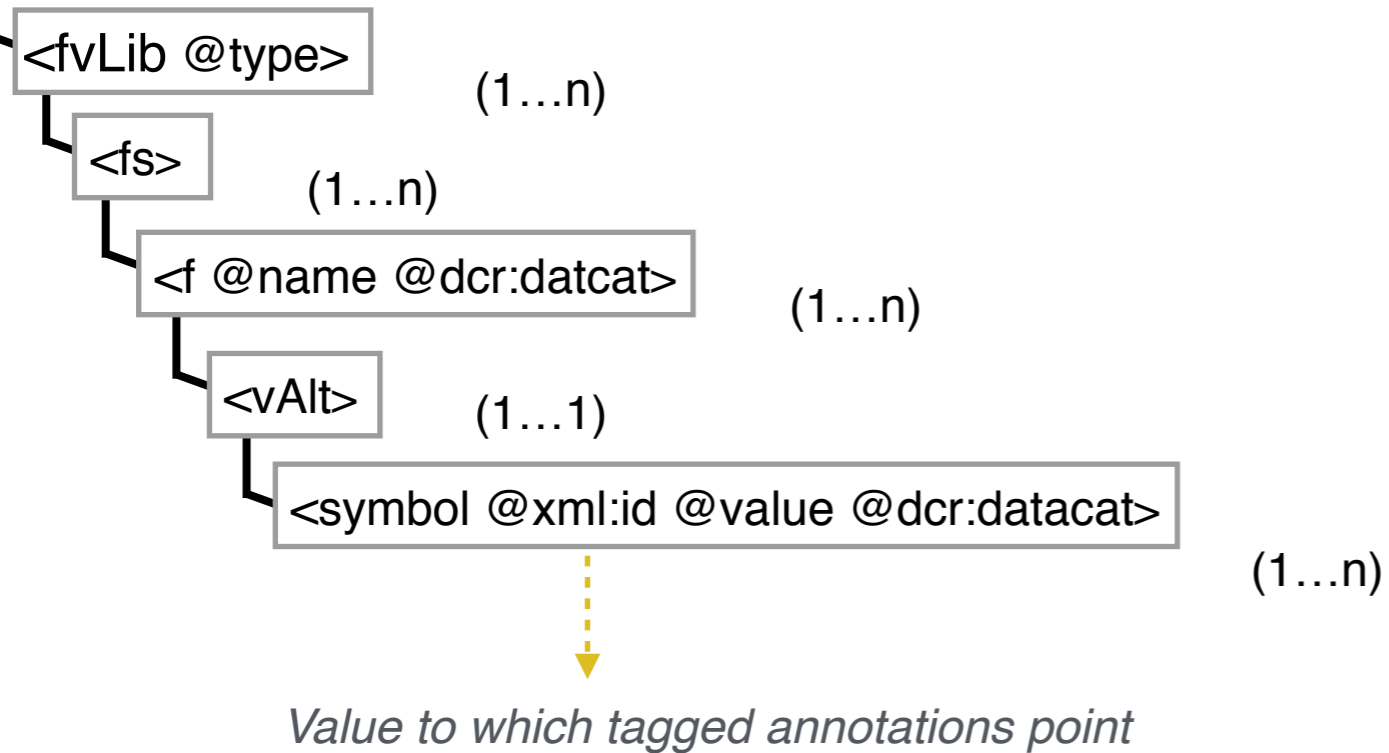 <fvLib @type>
(1…n)
<fs>
(1…n)
<f @name @dcr:datcat>
(1…n)
<vAlt>
(1…1)
<symbol @xml:id @value @dcr:datacat>
(1…n)
Value to which tagged annotations point